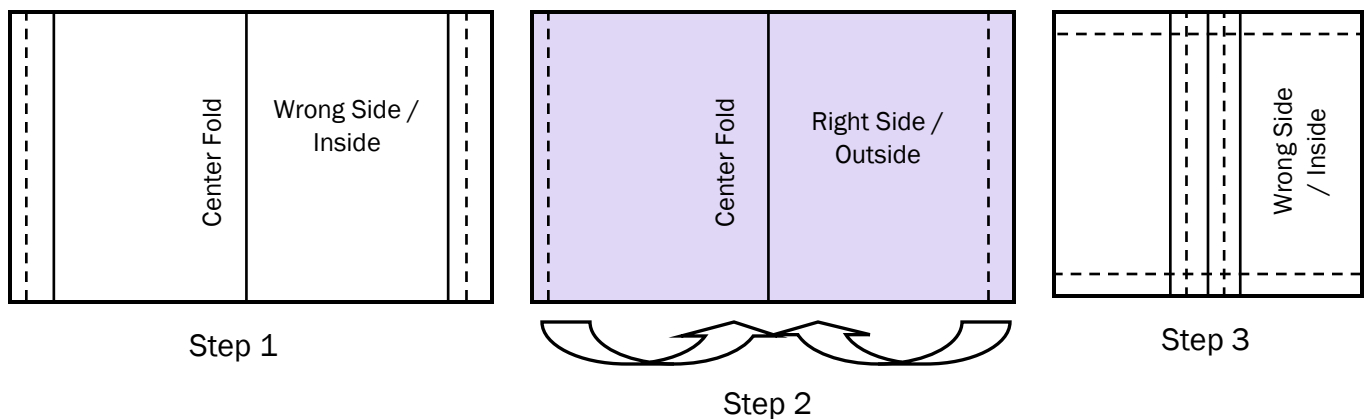 Center Fold
Wrong Side /
Inside
Step 1
Center Fold
Right Side /
Outside
Step 2
Wrong Side
/ Inside
Step 3